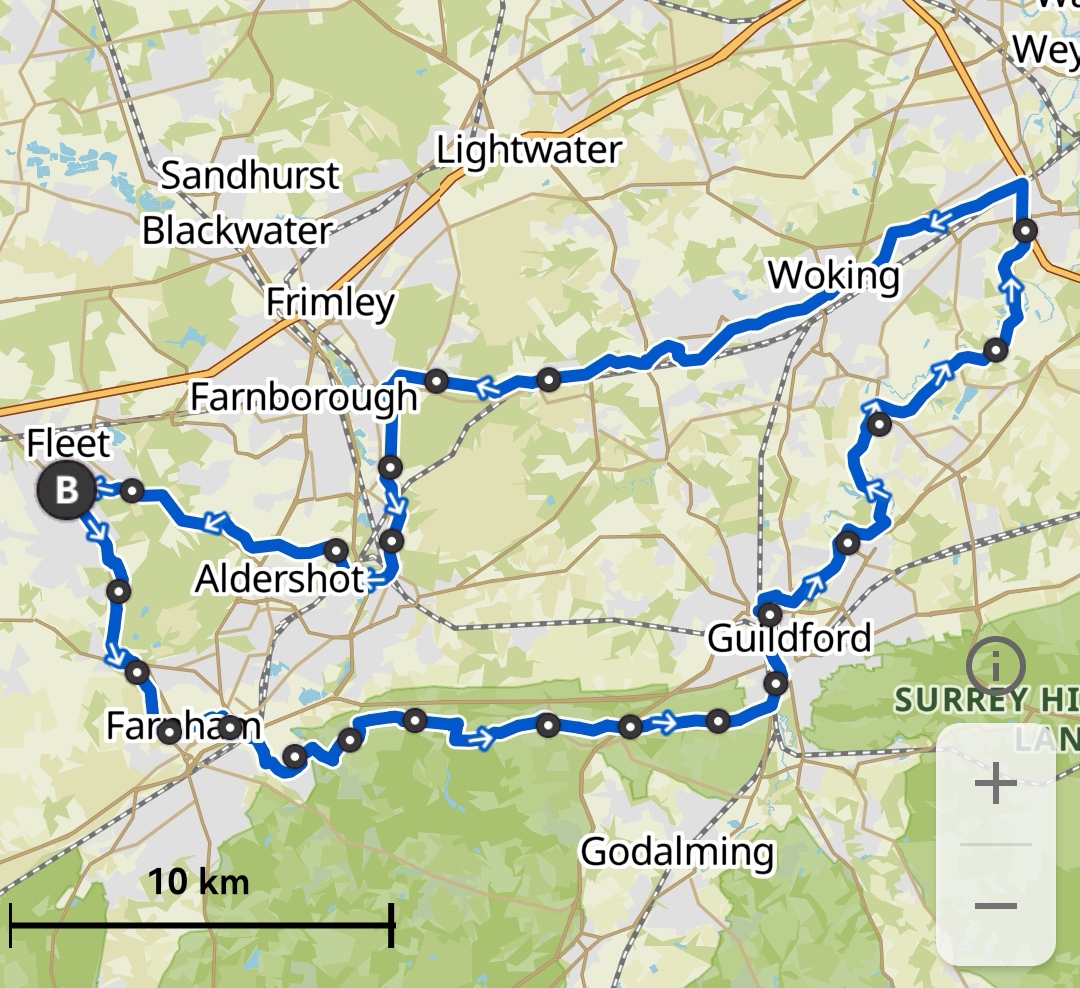 Wey
Lightwater
Sandhurst
Blackwater
Woking
Frimley
Farnborough
Fleet
B
Aldershot
Guildford
SURREY HI
LAN
Farnham
Godalming
10 km
+
−